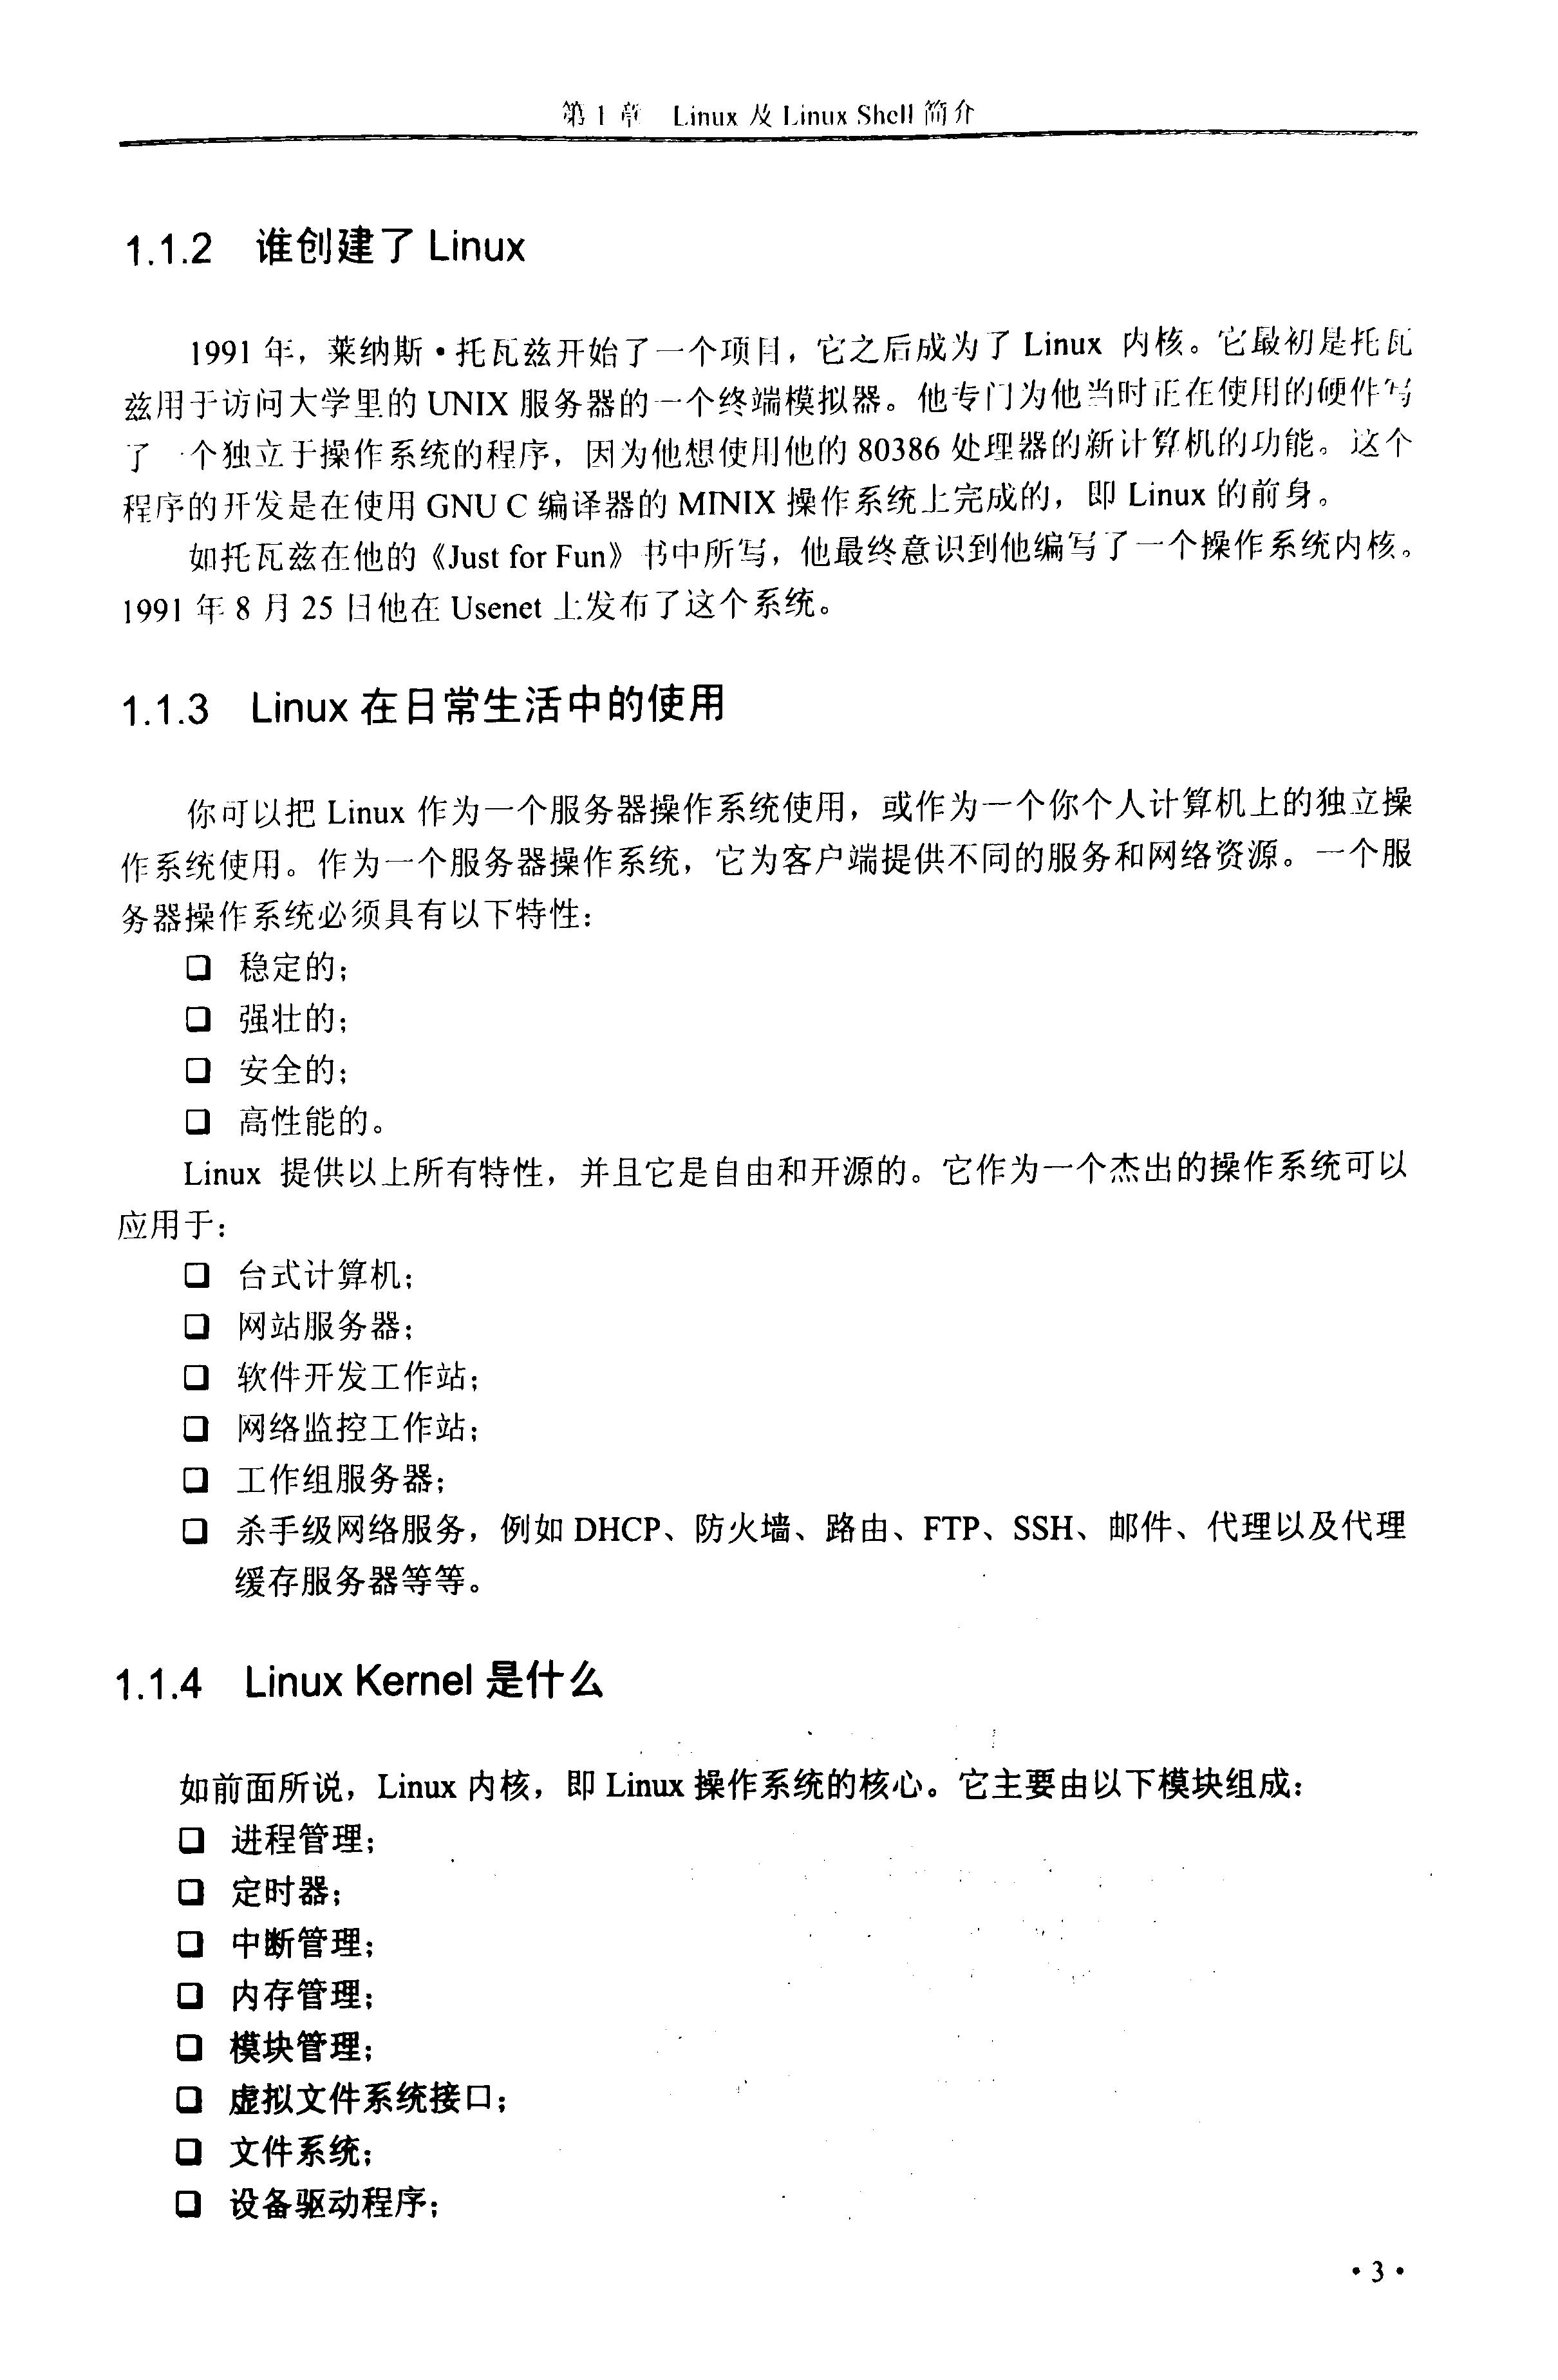 第 1 章 Linux 及 Linux Shell 简介
1.1.2 谁创建了 Linux
1991 年，莱纳斯·托瓦兹开始了一个项目，它之后成为了 Linux 内核。它最初是托瓦
兹用于访问大学里的 UNIX 服务器的一个终端模拟器。他专门为他当时正在使用的硬件写
了一个独立于操作系统的程序，因为他想使用他的 80386 处理器的新计算机的功能。这个
程序的开发是在使用 GNU C 编译器的 MINIX 操作系统上完成的，即 Linux 的前身。
如托瓦兹在他的《Just for Fun》书中所写，他最终意识到他编写了一个操作系统内核。
1991 年 8 月 25 日他在 Usenet 上发布了这个系统。
1.1.3 Linux 在日常生活中的使用
你可以把 Linux 作为一个服务器操作系统使用，或作为一个你个人计算机上的独立操
作系统使用。作为一个服务器操作系统，它为客户端提供不同的服务和网络资源。一个服
务器操作系统必须具有以下特性：
❑ 稳定的；
❑ 强壮的；
❑ 安全的；
❑ 高性能的。
Linux 提供以上所有特性，并且它是自由和开源的。它作为一个杰出的操作系统可以
应用于：
❑ 台式计算机；
❑ 网站服务器；
❑ 软件开发工作站；
❑ 网络监控工作站；
❑ 工作组服务器；
❑ 杀手级网络服务，例如 DHCP、防火墙、路由、FTP、SSH、邮件、代理以及代理
缓存服务器等等。
1.1.4 Linux Kernel 是什么
如前面所说，Linux 内核，即 Linux 操作系统的核心。它主要由以下模块组成：
❑ 进程管理；
❑ 定时器；
❑ 中断管理；
❑ 内存管理；
❑ 模块管理；
❑ 虚拟文件系统接口；
❑ 文件系统；
❑ 设备驱动程序；
·3·